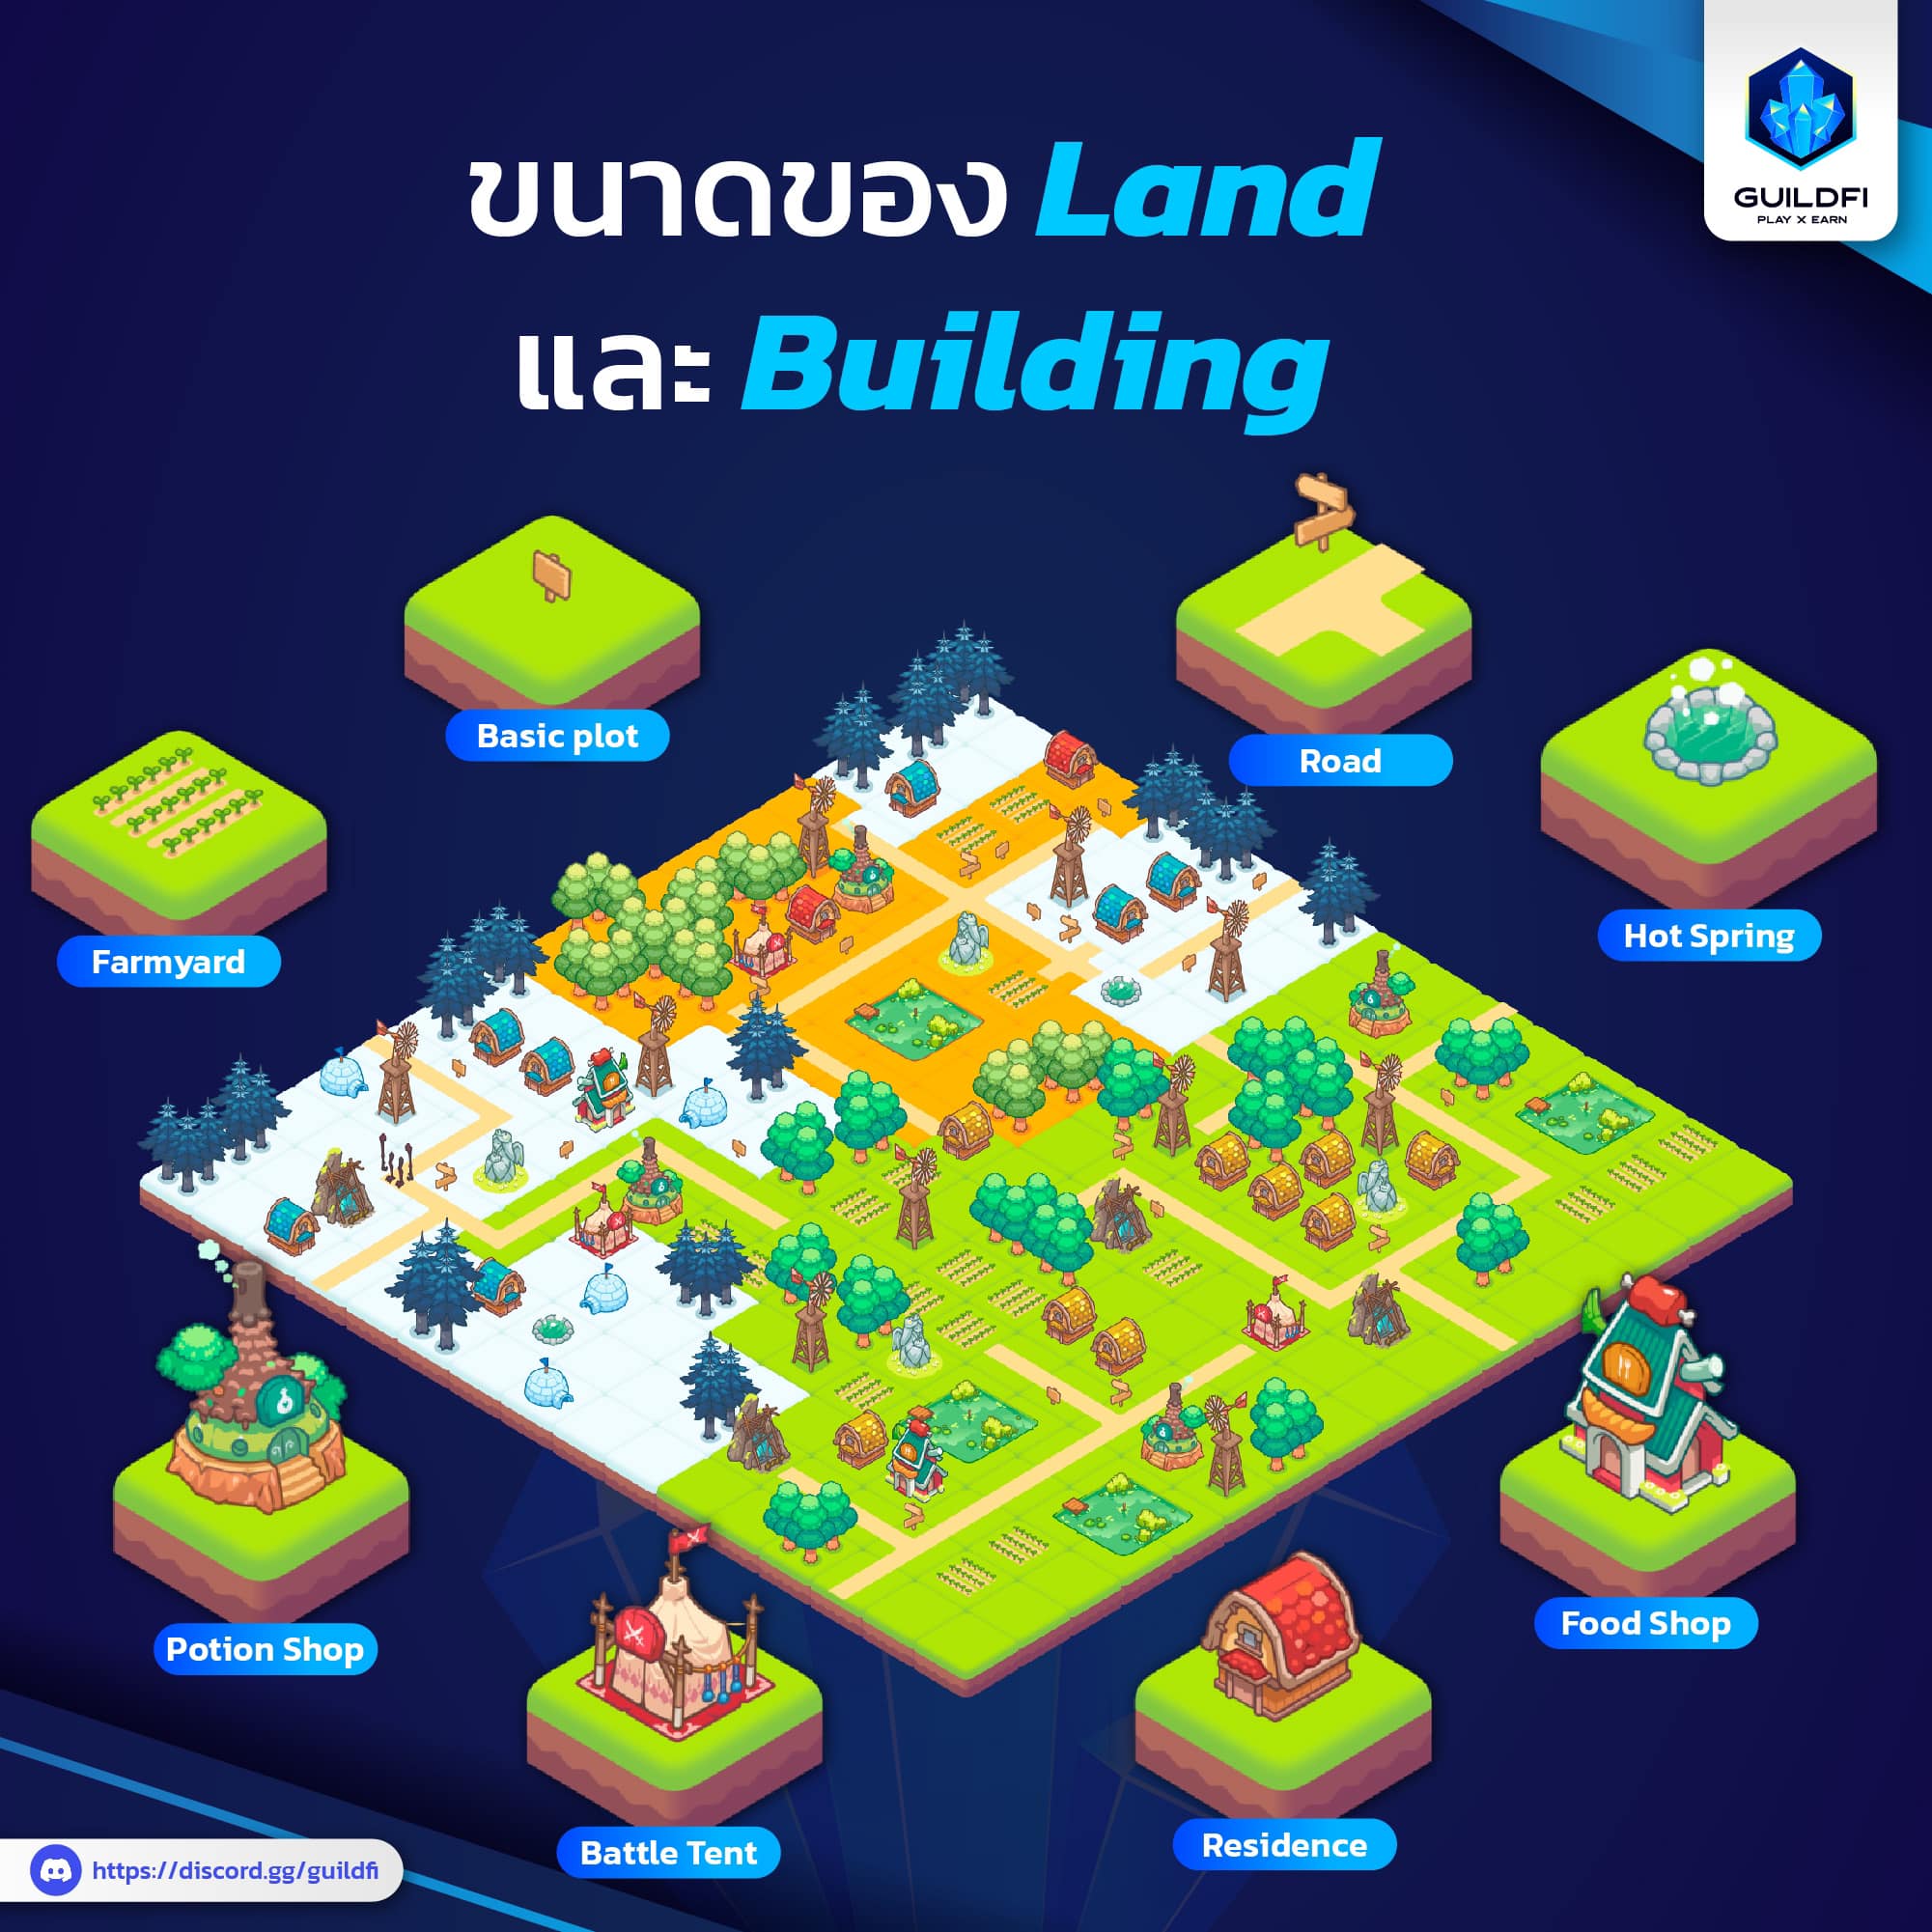 ขนาดของ Land
และ Building
GUILDFI
PLAY X EARN
Basic plot
Road
Farmyard
Hot Spring
Potion Shop
Food Shop
Battle Tent
Residence
https://discord.gg/guildfi